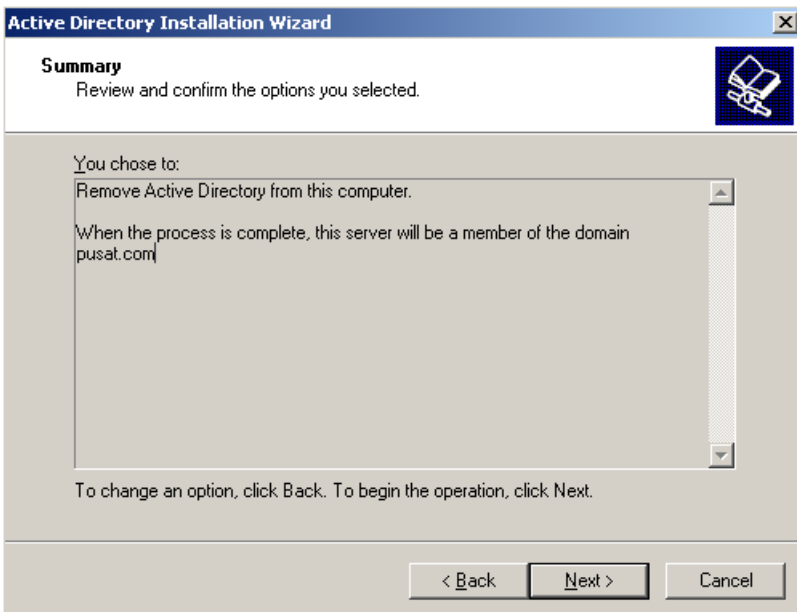 Active Directory Installation Wizard
Summary
Review and confirm the options you selected.
You chose to:
Remove Active Directory from this computer.
When the process is complete, this server will be a member of the domain
pusat.com
To change an option, click Back. To begin the operation, click Next.
< Back Next > Cancel